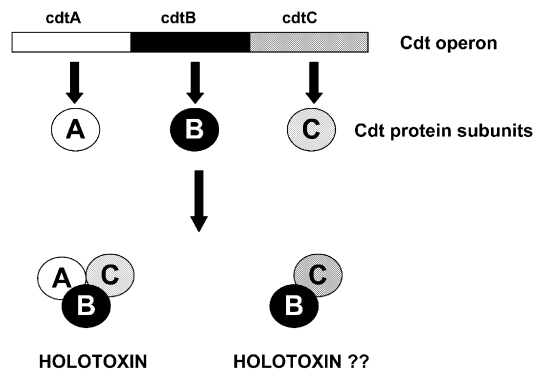 cdtA cdtB cdtC
Cdt operon
A B C Cdt protein subunits
A C C
B B
HOLOTOXIN HOLOTOXIN ??